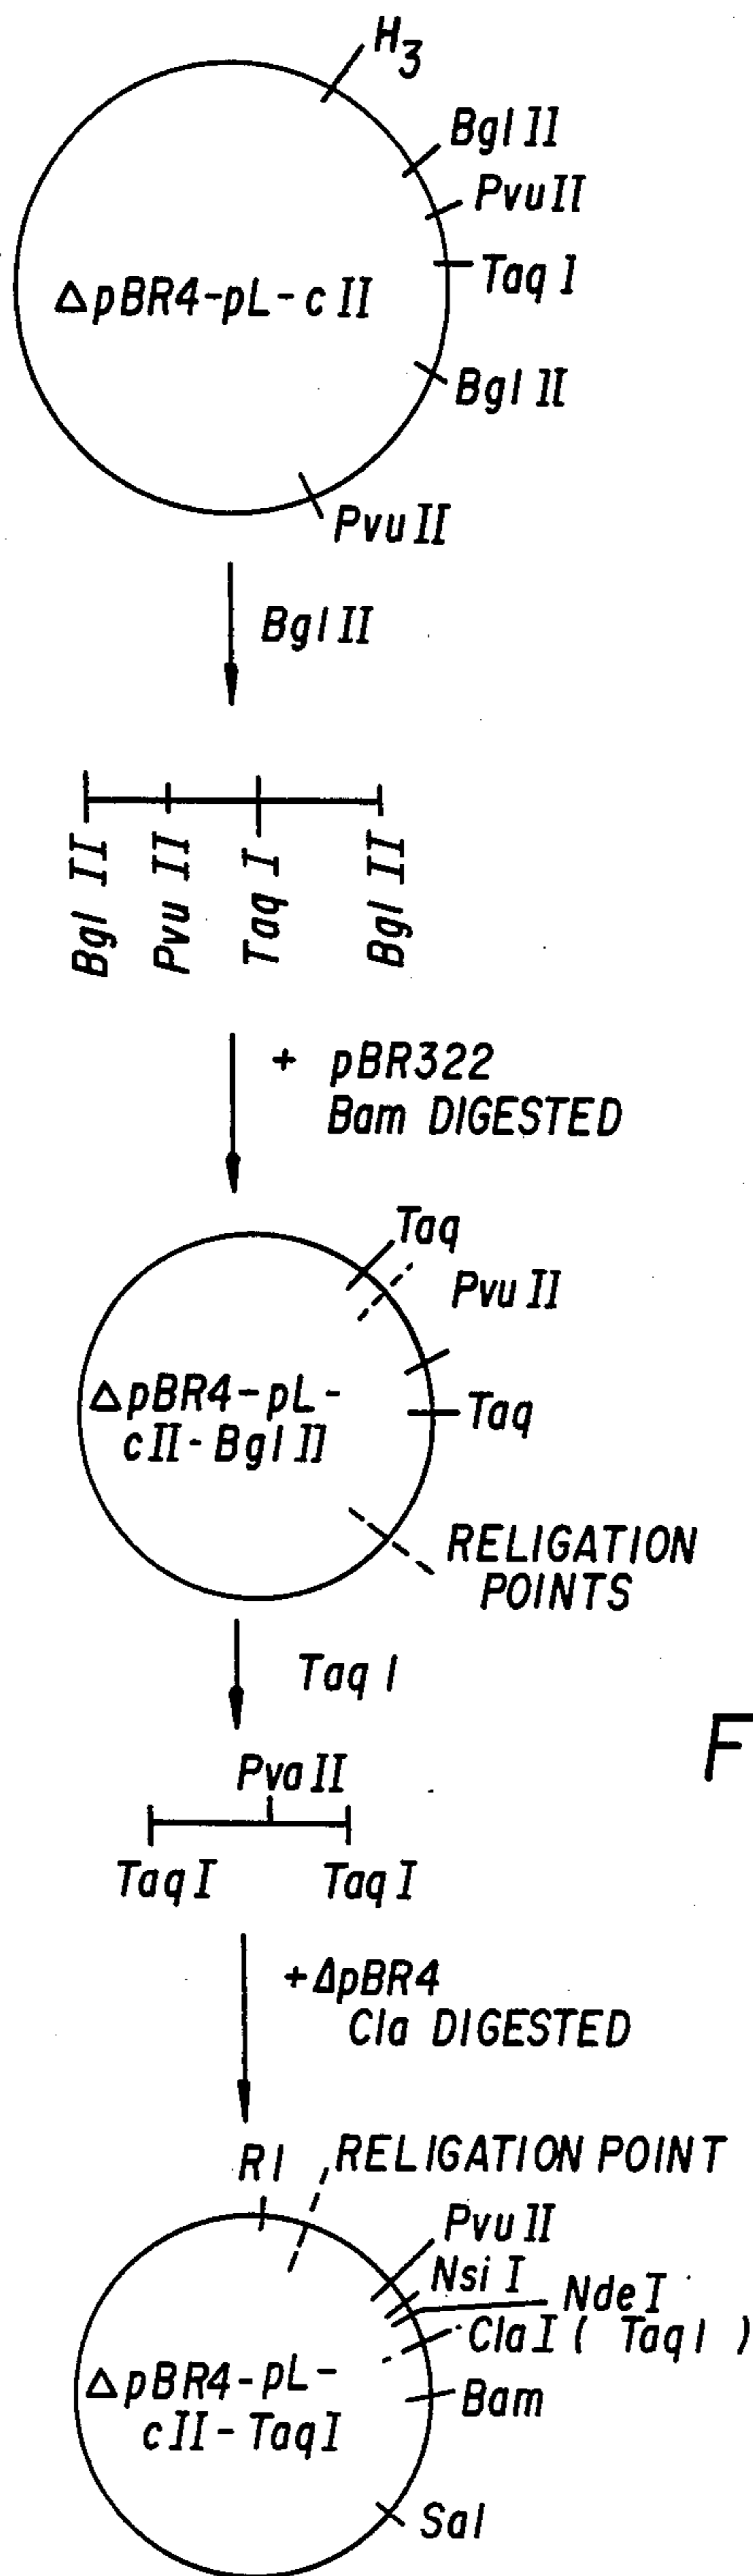 H3
Bgl II
Pvu II
Taq I
ΔpBR4-pL-cII
Bgl II
Pvu II
Bgl II
Bgl II
Pvu II
Taq I
Bgl II
+ pBR322
Bam DIGESTED
Taq
Pvu II
ΔpBR4-pL-
cII-Bgl II
Taq
RELIGATION
POINTS
Taq I
F
Pva II
Taq I Taq I
+ΔpBR4
Cla DIGESTED
RI RELIGATION POINT
Pvu II
Nsi I
Nde I
Cla I ( Taq I )
ΔpBR4-pL-
cII-TaqI
Bam
Sal